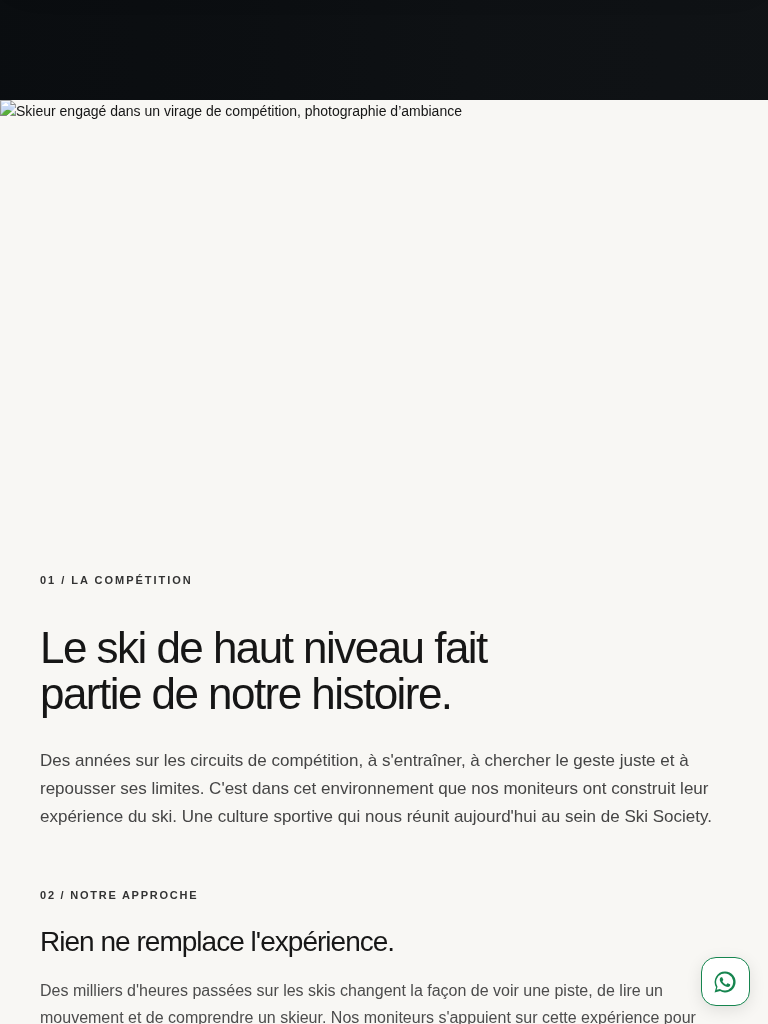 Skieur engagé dans un virage de compétition, photographie d’ambiance
01 / LA COMPÉTITION
Le ski de haut niveau fait
partie de notre histoire.
Des années sur les circuits de compétition, à s'entraîner, à chercher le geste juste et à
repousser ses limites. C'est dans cet environnement que nos moniteurs ont construit leur
expérience du ski. Une culture sportive qui nous réunit aujourd'hui au sein de Ski Society.
02 / NOTRE APPROCHE
Rien ne remplace l'expérience.
Des milliers d'heures passées sur les skis changent la façon de voir une piste, de lire un
mouvement et de comprendre un skieur. Nos moniteurs s'appuient sur cette expérience pour